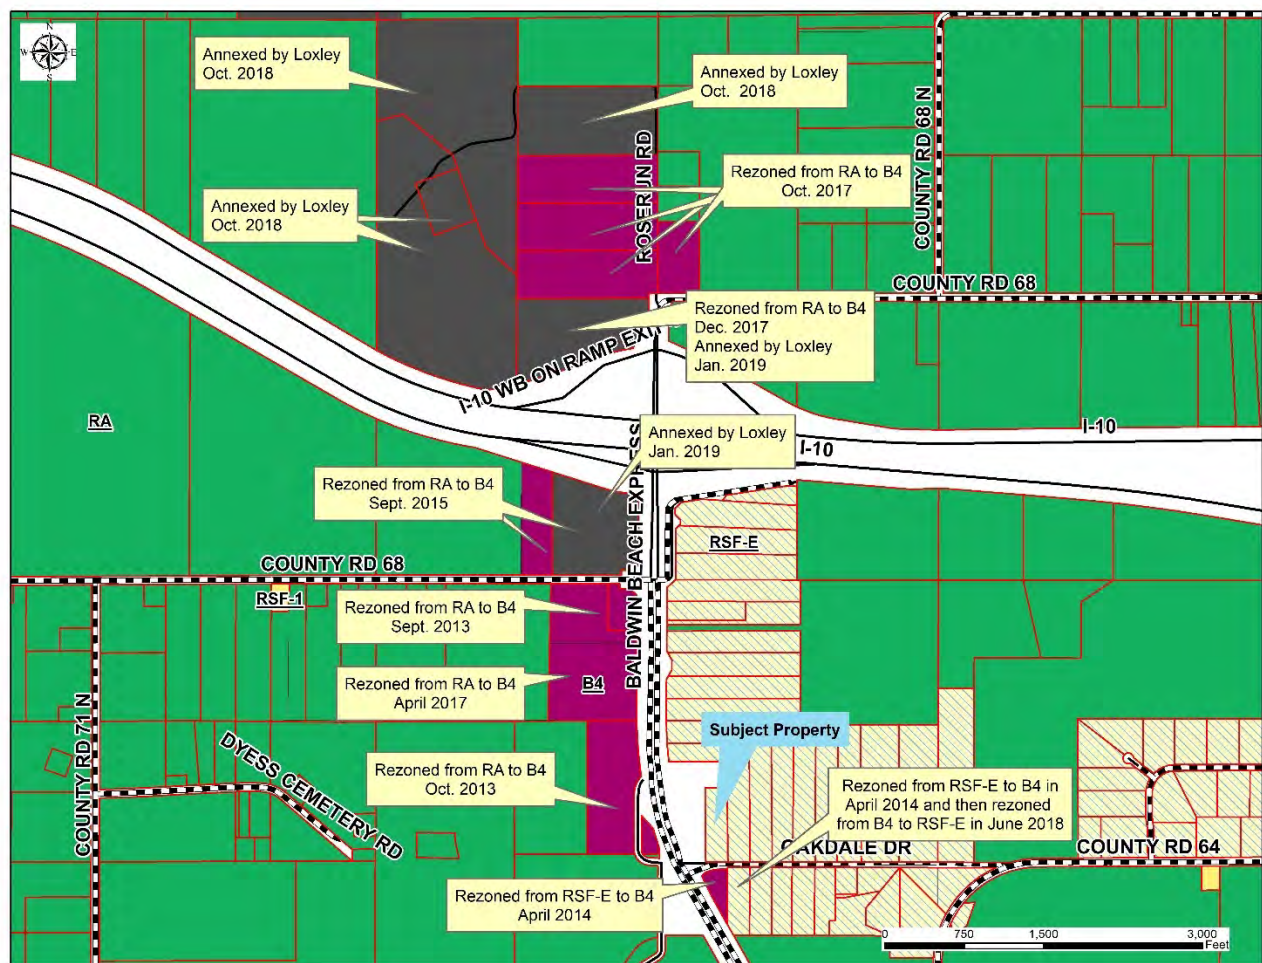 N
W E
S
Annexed by Loxley
Oct. 2018
Annexed by Loxley
Oct. 2018
COUNTY RD 68 N
ROSERUN RD
Rezoned from RA to B4
Oct. 2017
Annexed by Loxley
Oct. 2018
COUNTY RD 68
Rezoned from RA to B4
Dec. 2017
Annexed by Loxley
Jan. 2019
I-10 WB ON RAMP EXIT
RA
I-10
I-10
Annexed by Loxley
Jan. 2019
BALDWIN BEACH EXPRESS
Rezoned from RA to B4
Sept. 2015
RSF-E
COUNTY RD 68
RSF-1
Rezoned from RA to B4
Sept. 2013
Rezoned from RA to B4
April 2017
B4
COUNTY RD 71 N
Subject Property
DYESS CEMETERY RD
Rezoned from RA to B4
Oct. 2013
Rezoned from RSF-E to B4 in
April 2014 and then rezoned
from B4 to RSF-E in June 2018
OAKDALE DR
COUNTY RD 64
Rezoned from RSF-E to B4
April 2014
0 750 1,500 3,000
Feet